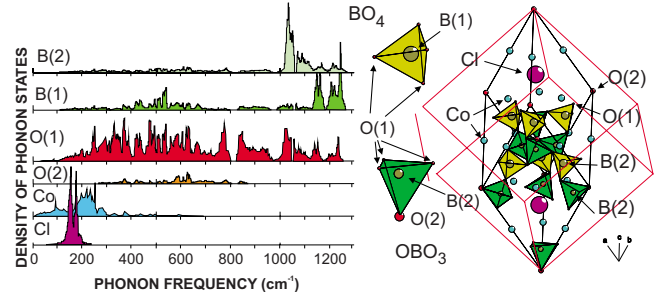 DENSITY OF PHONON STATES
B(2)
B(1)
O(1)
O(2)
Co
Cl
0
200
400
600
800
1000
1200
PHONON FREQUENCY (cm⁻¹)
BO₄
B(1)
O(1)
B(2)
O(2)
OBO₃
Cl
Co
O(2)
O(1)
B(2)
B(2)
a c b